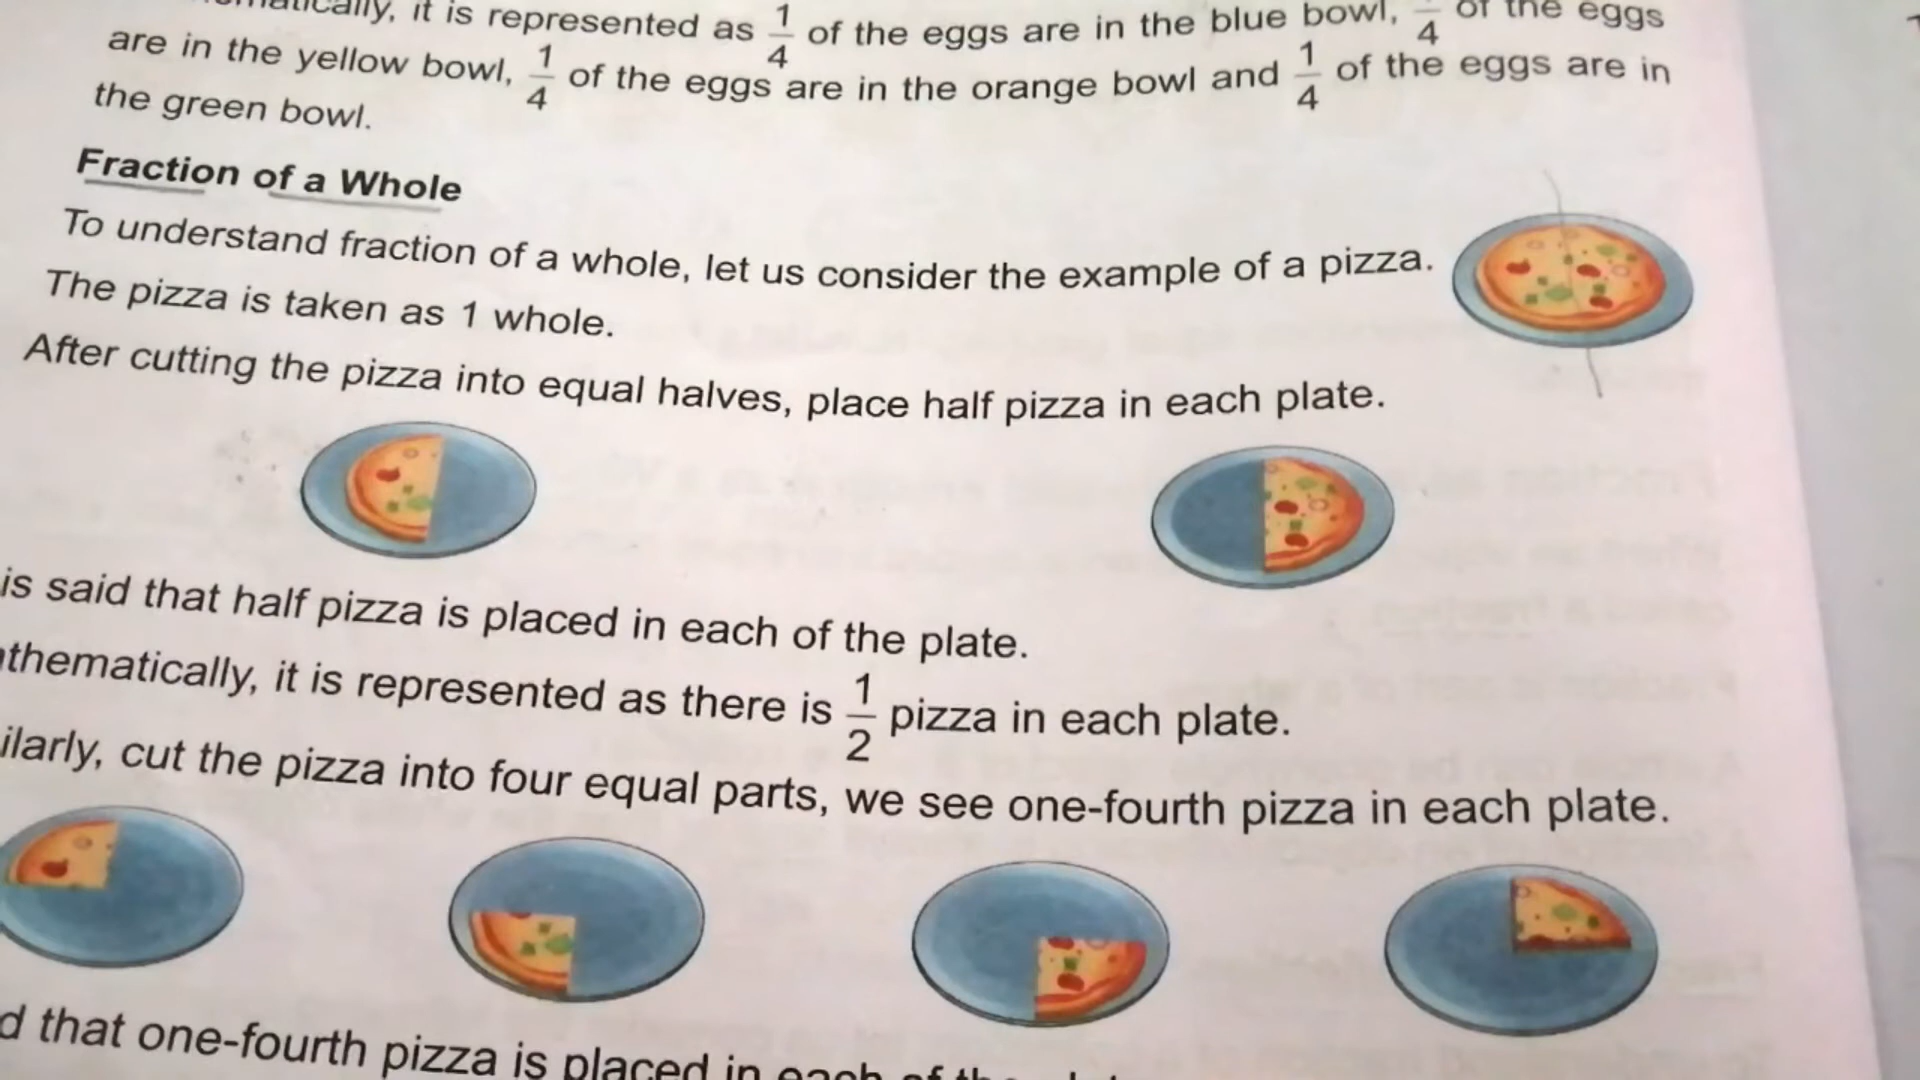 it is represented as 1/4 of the eggs are in the blue bowl, /4 of the eggs
are in the yellow bowl, 1/4 of the eggs are in the orange bowl and 1/4 of the eggs are in
the green bowl.
Fraction of a Whole
To understand fraction of a whole, let us consider the example of a pizza.
The pizza is taken as 1 whole.
After cutting the pizza into equal halves, place half pizza in each plate.
is said that half pizza is placed in each of the plate.
thematically, it is represented as there is 1/2 pizza in each plate.
ilarly, cut the pizza into four equal parts, we see one-fourth pizza in each plate.
d that one-fourth pizza is placed in each of